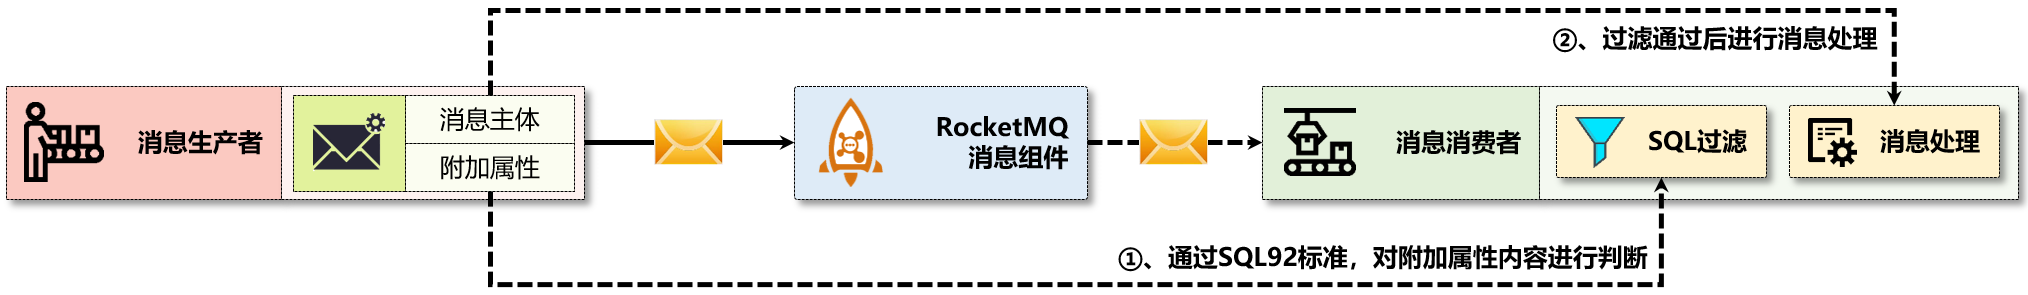 ②、过滤通过后进行消息处理
消息生产者
消息主体
附加属性
RocketMQ
消息组件
消息消费者
SQL过滤
消息处理
①、通过SQL92标准，对附加属性内容进行判断